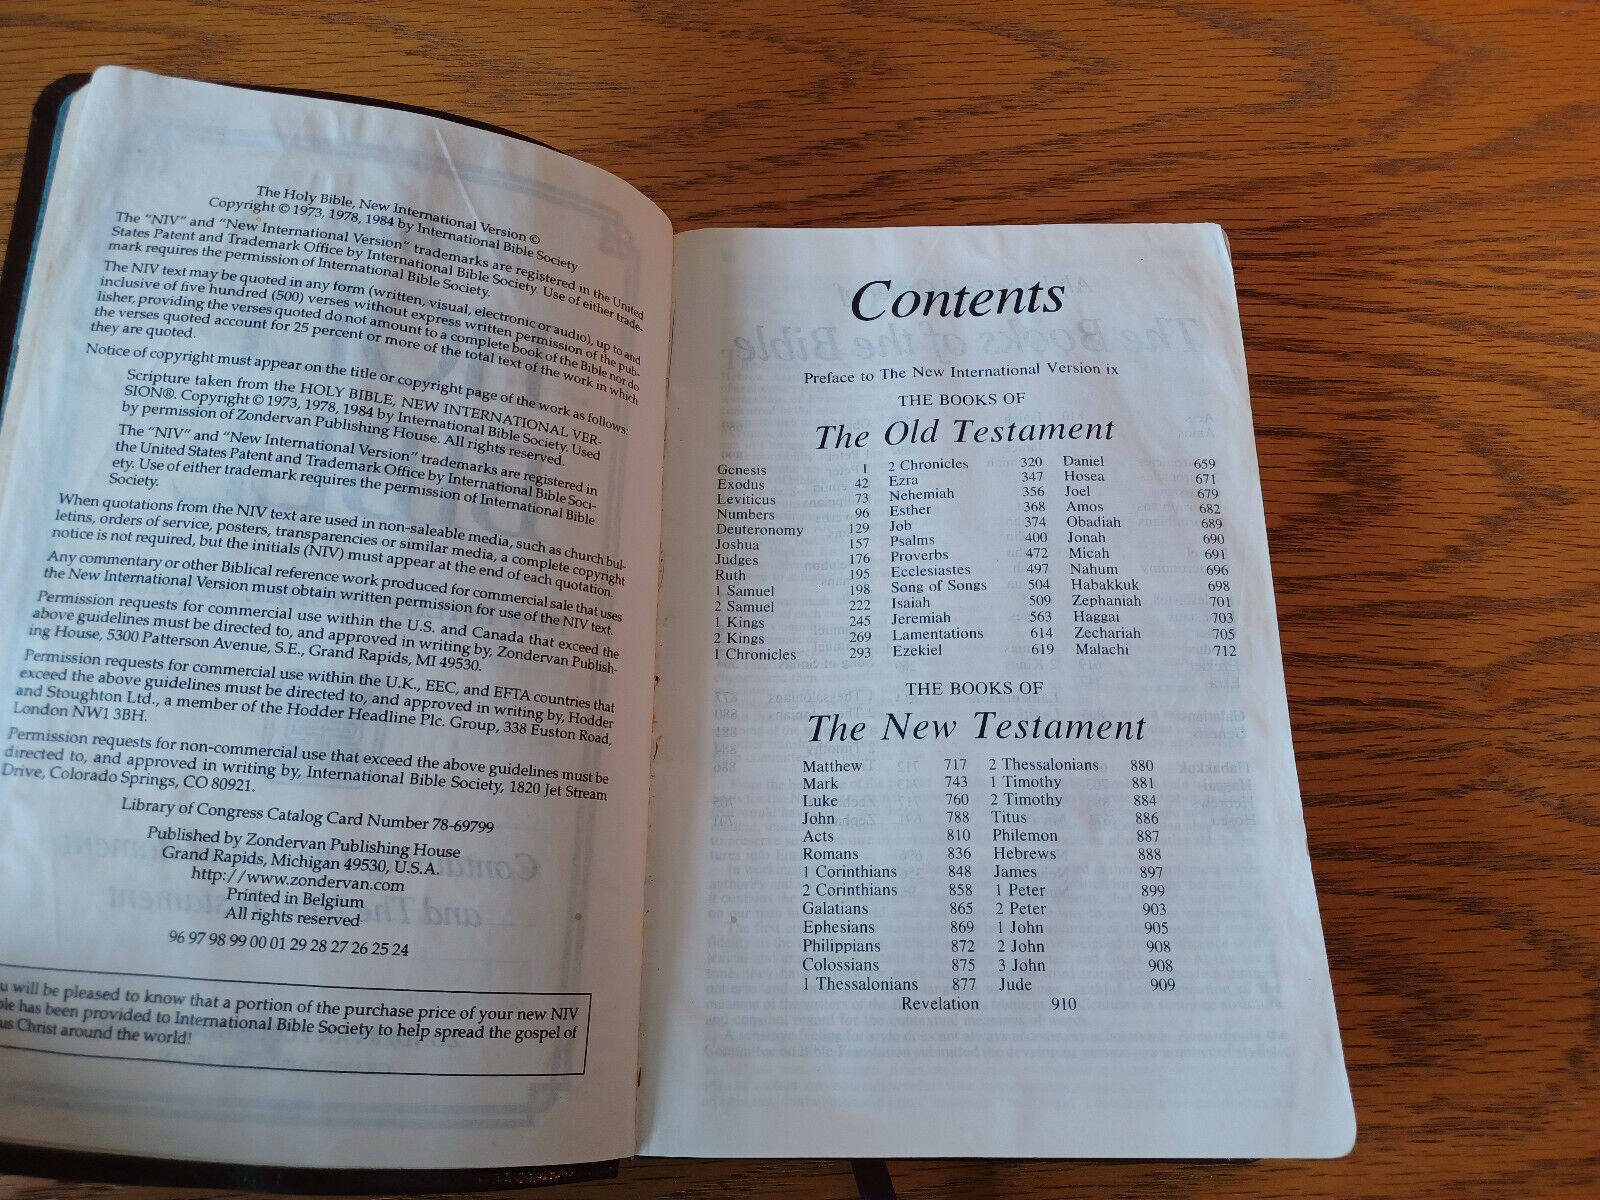 The Holy Bible, New International Version ©
Copyright © 1973, 1978, 1984 by International Bible Society
The "NIV" and "New International Version" trademarks are registered in the United
States Patent and Trademark Office by International Bible Society. Use of either trade-
mark requires the permission of International Bible Society.
The NIV text may be quoted in any form (written, visual, electronic or audio), up to and
inclusive of five hundred (500) verses without express written permission of the pub-
lisher, providing the verses quoted do not amount to a complete book of the Bible nor do
the verses quoted account for 25 percent or more of the total text of the work in which
they are quoted.
Notice of copyright must appear on the title or copyright page of the work as follows:
Scripture taken from the HOLY BIBLE, NEW INTERNATIONAL VER-
SION®. Copyright © 1973, 1978, 1984 by International Bible Society. Used
by permission of Zondervan Publishing House. All rights reserved.
The "NIV" and "New International Version" trademarks are registered in
the United States Patent and Trademark Office by International Bible Soci-
ety. Use of either trademark requires the permission of International Bible
Society.
When quotations from the NIV text are used in non-saleable media, such as church bul-
letins, orders of service, posters, transparencies or similar media, a complete copyright
notice is not required, but the initials (NIV) must appear at the end of each quotation.
Any commentary or other Biblical reference work produced for commercial sale that uses
the New International Version must obtain written permission for use of the NIV text.
Permission requests for commercial use within the U.S. and Canada that exceed the
above guidelines must be directed to, and approved in writing by, Zondervan Publish-
ing House, 5300 Patterson Avenue, S.E., Grand Rapids, MI 49530.
Permission requests for commercial use within the U.K., EEC, and EFTA countries that
exceed the above guidelines must be directed to, and approved in writing by, Hodder
and Stoughton Ltd., a member of the Hodder Headline Plc. Group, 338 Euston Road,
London NW1 3BH.
Permission requests for non-commercial use that exceed the above guidelines must be
directed to, and approved in writing by, International Bible Society, 1820 Jet Stream
Drive, Colorado Springs, CO 80921.
Library of Congress Catalog Card Number 78-69799
Published by Zondervan Publishing House
Grand Rapids, Michigan 49530, U.S.A.
http://www.zondervan.com
Printed in Belgium
All rights reserved
96 97 98 99 00 01 29 28 27 26 25 24
will be pleased to know that a portion of the purchase price of your new NIV
has been provided to International Bible Society to help spread the gospel of
Christ around the world!
Contents
Preface to The New International Version ix
THE BOOKS OF
The Old Testament
Genesis 1
Exodus 42
Leviticus 73
Numbers 96
Deuteronomy 129
Joshua 157
Judges 176
Ruth 195
1 Samuel 198
2 Samuel 222
1 Kings 245
2 Kings 269
1 Chronicles 293
2 Chronicles 320
Ezra 347
Nehemiah 356
Esther 368
Job 374
Psalms 400
Proverbs 472
Ecclesiastes 497
Song of Songs 504
Isaiah 509
Jeremiah 563
Lamentations 614
Ezekiel 619
Daniel 659
Hosea 671
Joel 679
Amos 682
Obadiah 689
Jonah 690
Micah 691
Nahum 696
Habakkuk 698
Zephaniah 701
Haggai 703
Zechariah 705
Malachi 712
THE BOOKS OF
The New Testament
Matthew 717
Mark 743
Luke 760
John 788
Acts 810
Romans 836
1 Corinthians 848
2 Corinthians 858
Galatians 865
Ephesians 869
Philippians 872
Colossians 875
1 Thessalonians 877
2 Thessalonians 880
1 Timothy 881
2 Timothy 884
Titus 886
Philemon 887
Hebrews 888
James 897
1 Peter 899
2 Peter 903
1 John 905
2 John 908
3 John 908
Jude 909
Revelation 910